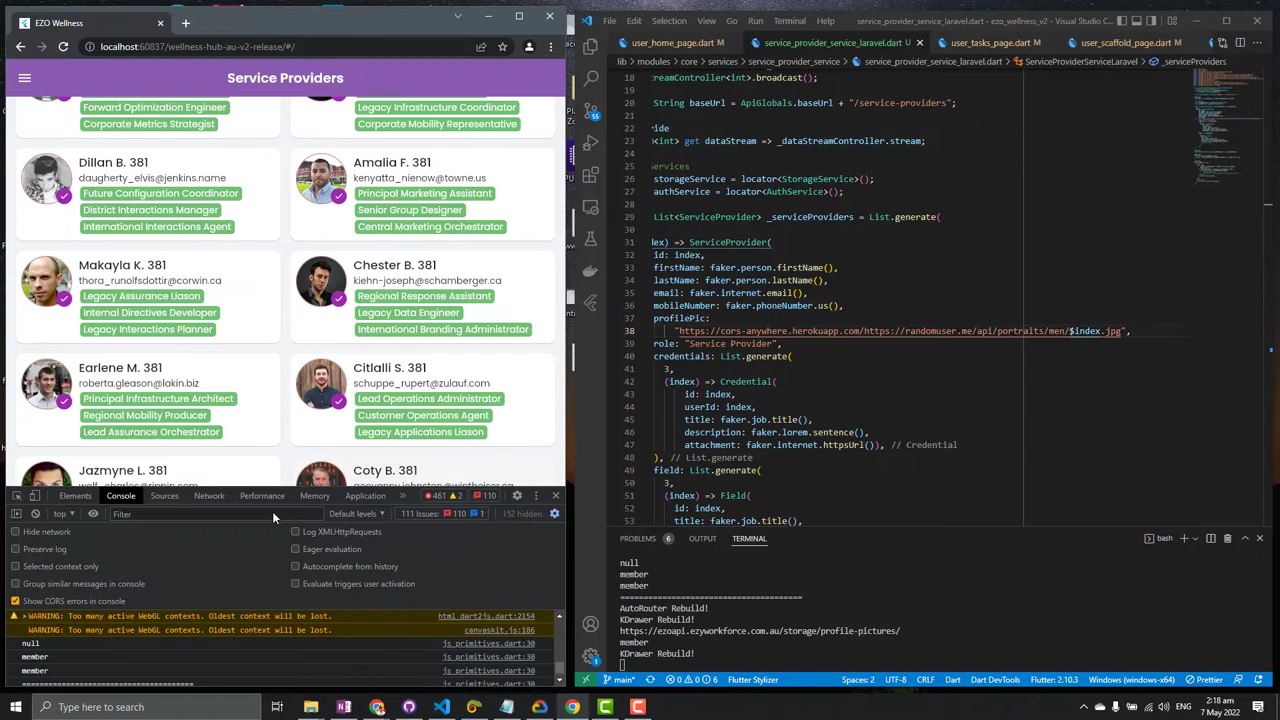 EZO Wellness
localhost:60837/wellness-hub-au-v2-release/#/
Service Providers
Forward Optimization Engineer
Corporate Metrics Strategist
Legacy Infrastructure Coordinator
Corporate Mobility Representative
Dillan B. 381
daugherty_elvis@jenkins.name
Future Configuration Coordinator
District Interactions Manager
International Interactions Agent
Amalia F. 381
kenyatta_nienow@towne.us
Principal Marketing Assistant
Senior Group Designer
Central Marketing Orchestrator
Makayla K. 381
thora_runolfsdottir@corwin.ca
Legacy Assurance Liason
Internal Directives Developer
Legacy Interactions Planner
Chester B. 381
kiehn-joseph@schamberger.ca
Regional Response Assistant
Legacy Data Engineer
International Branding Administrator
Earlene M. 381
roberta.gleason@lakin.biz
Principal Infrastructure Architect
Regional Mobility Producer
Lead Assurance Orchestrator
Citlalli S. 381
schuppe_rupert@zulauf.com
Lead Operations Administrator
Customer Operations Agent
Legacy Applications Liason
Jazmyne L. 381
Coty B. 381
Elements Console Sources Network Performance Memory Application » 461 2 110
top Filter Default levels 111 Issues: 110 1 152 hidden
Hide network Log XMLHttpRequests
Preserve log Eager evaluation
Selected context only Autocomplete from history
Group similar messages in console Evaluate triggers user activation
Show CORS errors in console
WARNING: Too many active WebGL contexts. Oldest context will be lost. html_dart2js.dart:2154
WARNING: Too many active WebGL contexts. Oldest context will be lost. canvaskit.js:186
null js_primitives.dart:30
member js_primitives.dart:30
member js_primitives.dart:30
===================================== js_primitives.dart:30
File Edit Selection View Go Run Terminal Help service_provider_service_laravel.dart - ezo_wellness_v2 - Visual Studio C...
user_home_page.dart M service_provider_service_laravel.dart U user_tasks_page.dart M user_scaffold_page.dart M
lib > modules > core > services > service_provider_service > service_provider_service_laravel.dart > ServiceProviderServiceLaravel > _serviceProviders
18 treamController<int>.broadcast();
19
20 String baseUrl = ApiGlobals.baseUrl + "/service-providers
21
22 ide
23 <int> get dataStream => _dataStreamController.stream;
24
25 ervices
26 storageService = locator<StorageService>();
27 authService = locator<AuthService>();
28
29 List<ServiceProvider> _serviceProviders = List.generate(
30
31 lex) => ServiceProvider(
32 id: index,
33 firstName: faker.person.firstName(),
34 lastName: faker.person.lastName(),
35 email: faker.internet.email(),
36 mobileNumber: faker.phoneNumber.us(),
37 profilePic:
38 "https://cors-anywhere.herokuapp.com/https://randomuser.me/api/portraits/men/$index.jpg",
39 role: "Service Provider",
40 credentials: List.generate(
41 3,
42 (index) => Credential(
43 id: index,
44 userId: index,
45 title: faker.job.title(),
46 description: faker.lorem.sentence(),
47 attachment: faker.internet.httpsUrl()), // Credential
48 ), // List.generate
49 field: List.generate(
50 3,
51 (index) => Field(
52 id: index,
53 title: faker.job.title(),
PROBLEMS 6 OUTPUT TERMINAL bash
null
member
member
=====================================
AutoRouter Rebuild!
KDrawer Rebuild!
https://ezoapi.ezyworkforce.com.au/storage/profile-pictures/
member
KDrawer Rebuild!
main* 0 0 6 Flutter Stylizer Spaces: 2 UTF-8 CRLF Dart Dart DevTools Flutter: 2.10.3 Windows (windows-x64) Prettier
Type here to search
2:18 am
7 May 2022